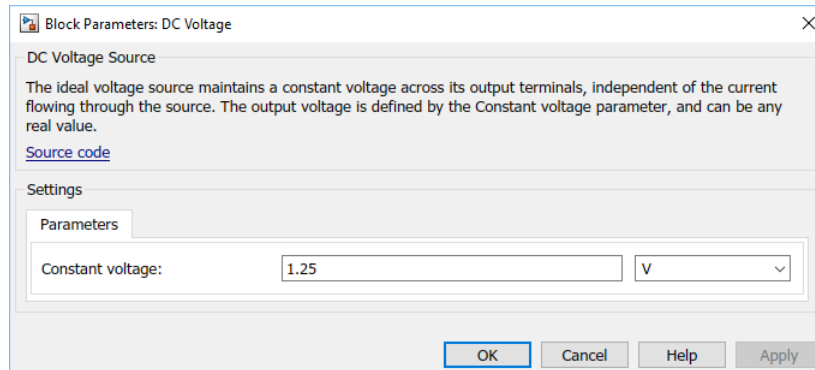 Block Parameters: DC Voltage
DC Voltage Source
The ideal voltage source maintains a constant voltage across its output terminals, independent of the current
flowing through the source. The output voltage is defined by the Constant voltage parameter, and can be any
real value.
Source code
Settings
Parameters
Constant voltage: 1.25 V
OK Cancel Help Apply